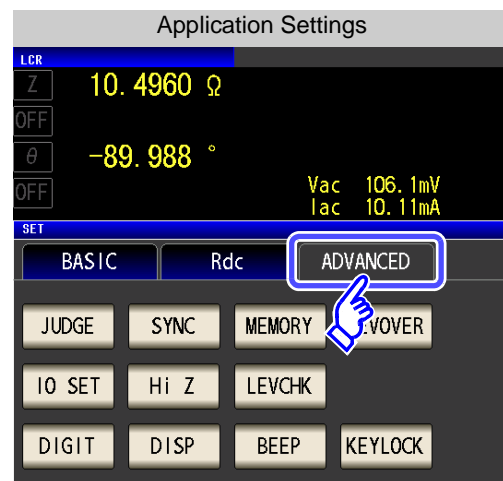 Application Settings
LCR
Z 10.4960 Ω
OFF
θ -89.988 °
OFF
Vac 106.1mV
Iac 10.11mA
SET
BASIC Rdc ADVANCED
JUDGE SYNC MEMORY VOVER
IO SET Hi Z LEVCHK
DIGIT DISP BEEP KEYLOCK